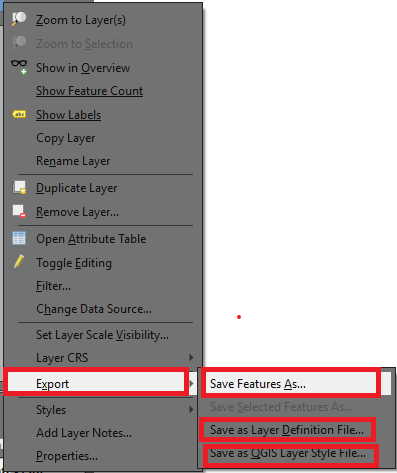 Zoom to Layer(s)
Zoom to Selection
Show in Overview
Show Feature Count
Show Labels
Copy Layer
Rename Layer
Duplicate Layer
Remove Layer...
Open Attribute Table
Toggle Editing
Filter...
Change Data Source...
Set Layer Scale Visibility...
Layer CRS
Export
Styles
Add Layer Notes...
Properties...
Save Features As...
Save Selected Features As...
Save as Layer Definition File...
Save as QGIS Layer Style File...